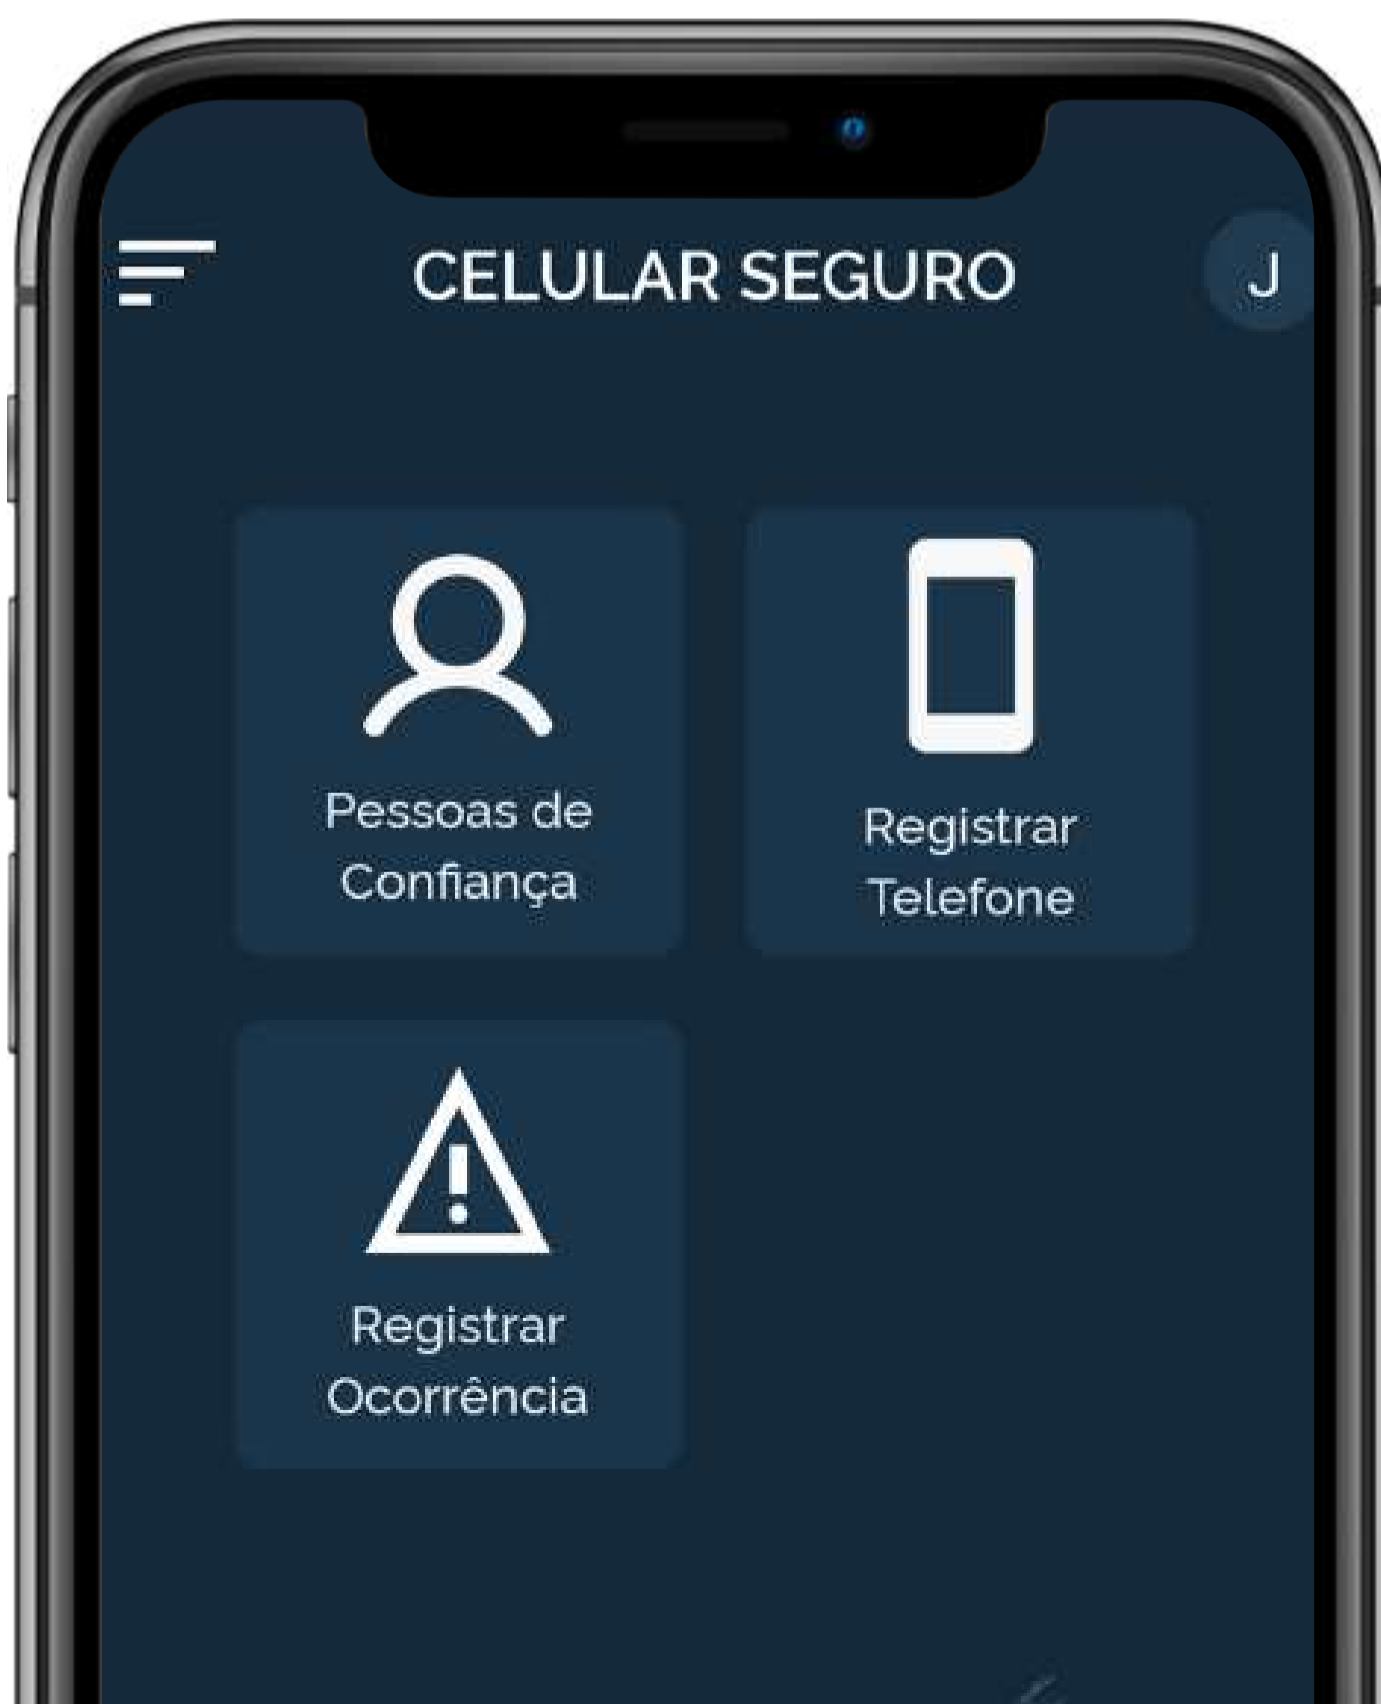 CELULAR SEGURO
J
Pessoas de
Confiança
Registrar
Telefone
Registrar
Ocorrência